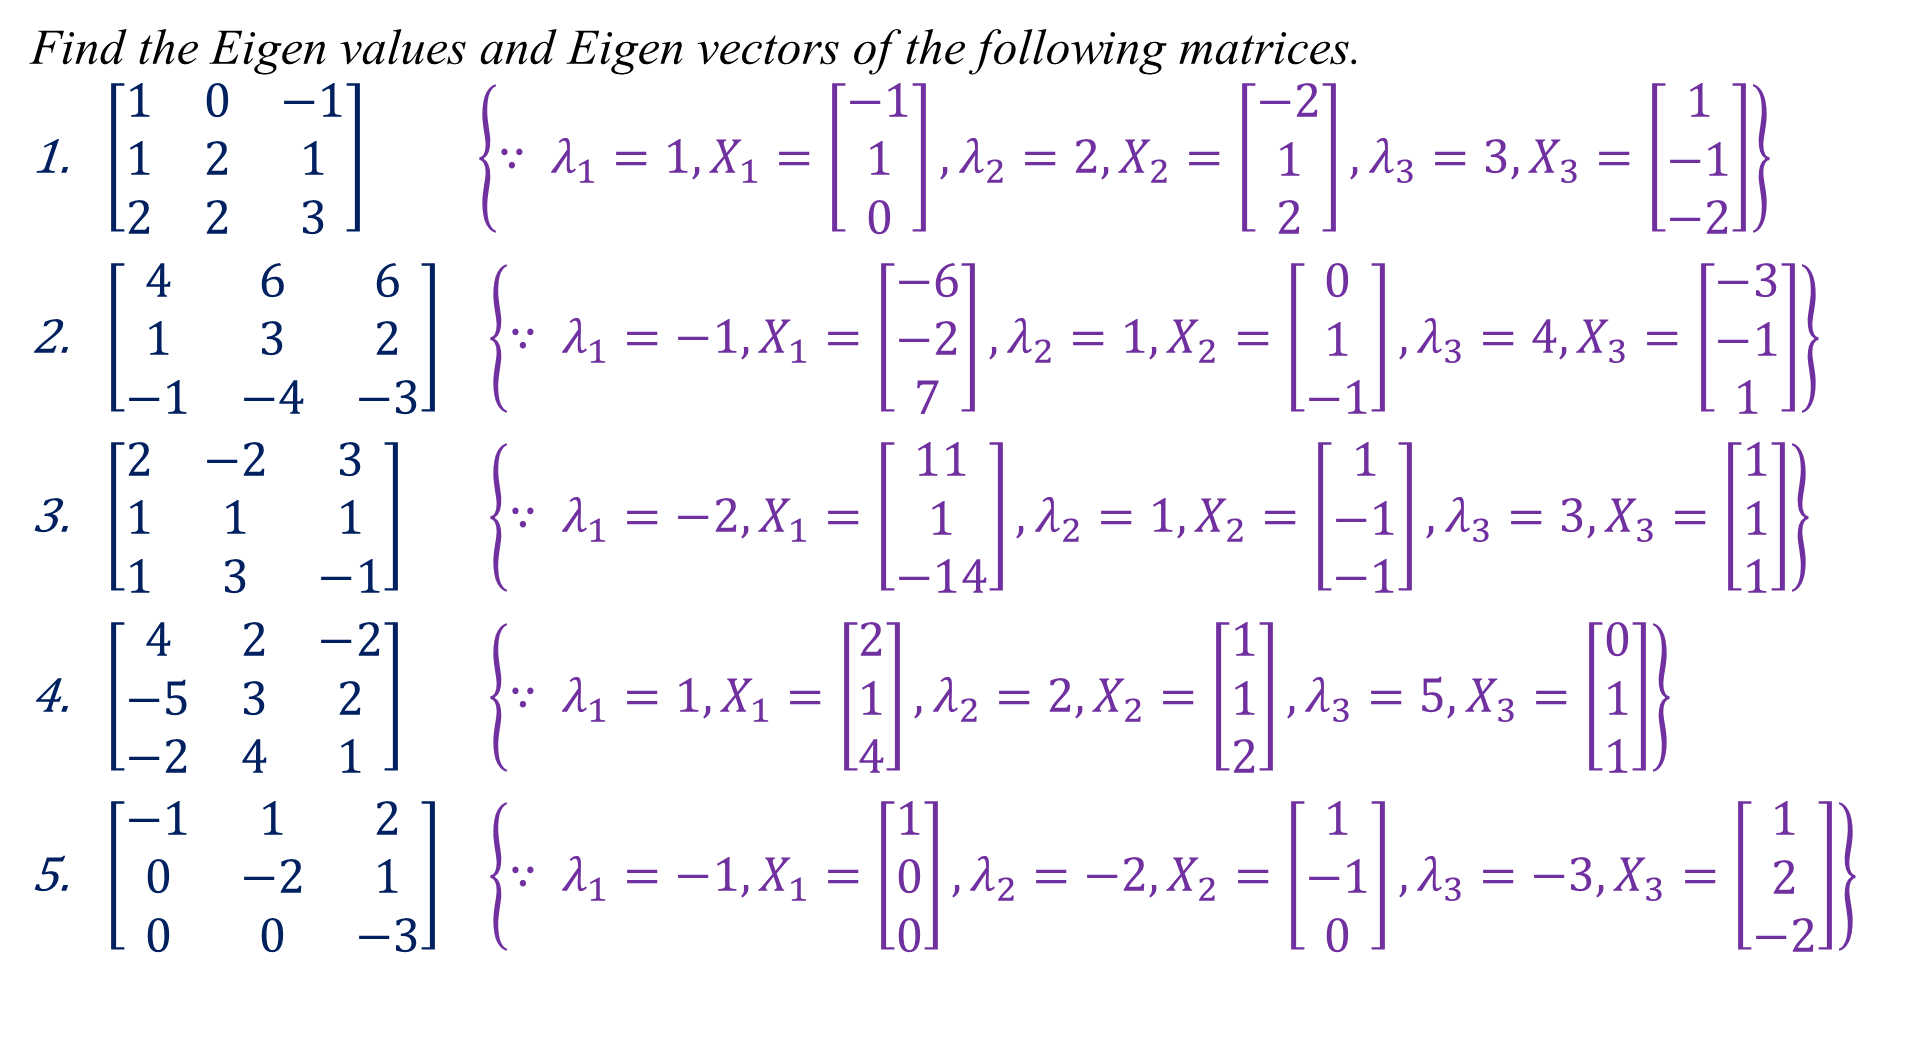 Find the Eigen values and Eigen vectors of the following matrices.
1. [1 0 −1; 1 2 1; 2 2 3] {∵ λ₁ = 1, X₁ = [−1; 1; 0], λ₂ = 2, X₂ = [−2; 1; 2], λ₃ = 3, X₃ = [1; −1; −2]}
2. [4 6 6; 1 3 2; −1 −4 −3] {∵ λ₁ = −1, X₁ = [−6; −2; 7], λ₂ = 1, X₂ = [0; 1; −1], λ₃ = 4, X₃ = [−3; −1; 1]}
3. [2 −2 3; 1 1 1; 1 3 −1] {∵ λ₁ = −2, X₁ = [11; 1; −14], λ₂ = 1, X₂ = [1; −1; −1], λ₃ = 3, X₃ = [1; 1; 1]}
4. [4 2 −2; −5 3 2; −2 4 1] {∵ λ₁ = 1, X₁ = [2; 1; 4], λ₂ = 2, X₂ = [1; 1; 2], λ₃ = 5, X₃ = [0; 1; 1]}
5. [−1 1 2; 0 −2 1; 0 0 −3] {∵ λ₁ = −1, X₁ = [1; 0; 0], λ₂ = −2, X₂ = [1; −1; 0], λ₃ = −3, X₃ = [1; 2; −2]}